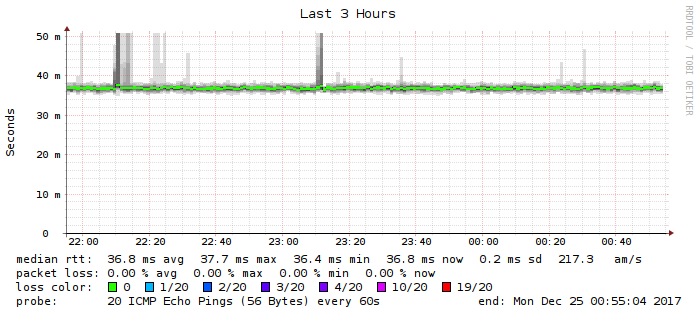 Last 3 Hours
RRDTOOL / TOBI OETIKER
Seconds
50 m
40 m
30 m
20 m
10 m
0
22:00 22:20 22:40 23:00 23:20 23:40 00:00 00:20 00:40
median rtt: 36.8 ms avg 37.7 ms max 36.4 ms min 36.8 ms now 0.2 ms sd 217.3 am/s
packet loss: 0.00 % avg 0.00 % max 0.00 % min 0.00 % now
loss color: 0 1/20 2/20 3/20 4/20 10/20 19/20
probe: 20 ICMP Echo Pings (56 Bytes) every 60s end: Mon Dec 25 00:55:04 2017